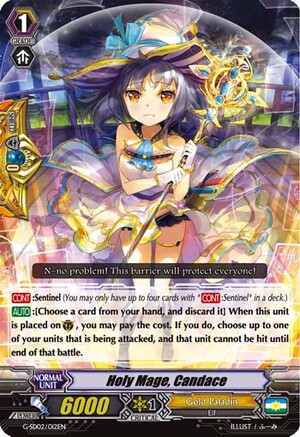 1
GRADE
N-no problem! This barrier will protect everyone!
CONT :Sentinel (You may only have up to four cards with "CONT :Sentinel" in a deck.)
AUTO :[Choose a card from your hand, and discard it] When this unit
is placed on , you may pay the cost. If you do, choose up to one
of your units that is being attacked, and that unit cannot be hit until
end of that battle.
NORMAL
UNIT
Holy Mage, Candace
POWER
6000
1
CRITICAL
Gold Paladin
Elf
G-SD02/012EN
ILLUST